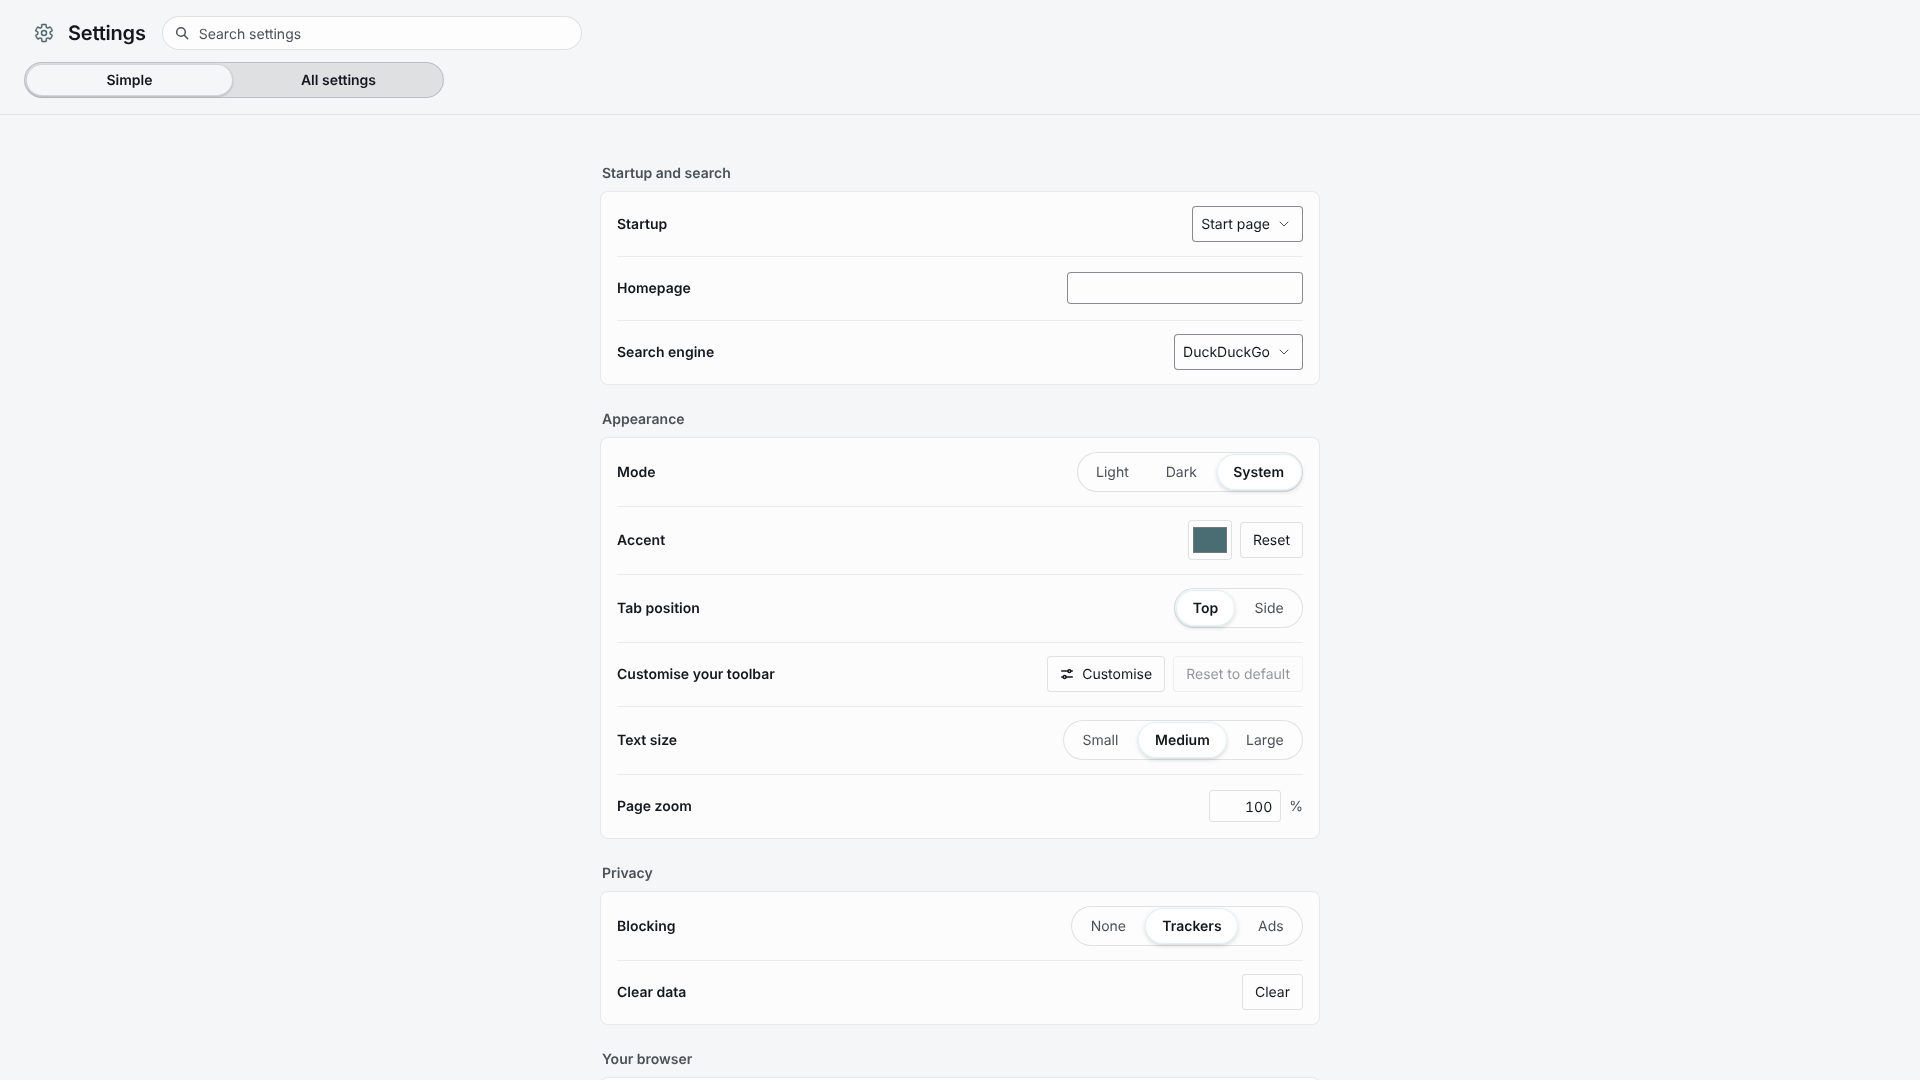 Settings
Search settings
Simple
All settings
Startup and search
Startup
Start page
Homepage
Search engine
DuckDuckGo
Appearance
Mode
Light
Dark
System
Accent
Reset
Tab position
Top
Side
Customise your toolbar
Customise
Reset to default
Text size
Small
Medium
Large
Page zoom
100
%
Privacy
Blocking
None
Trackers
Ads
Clear data
Clear
Your browser